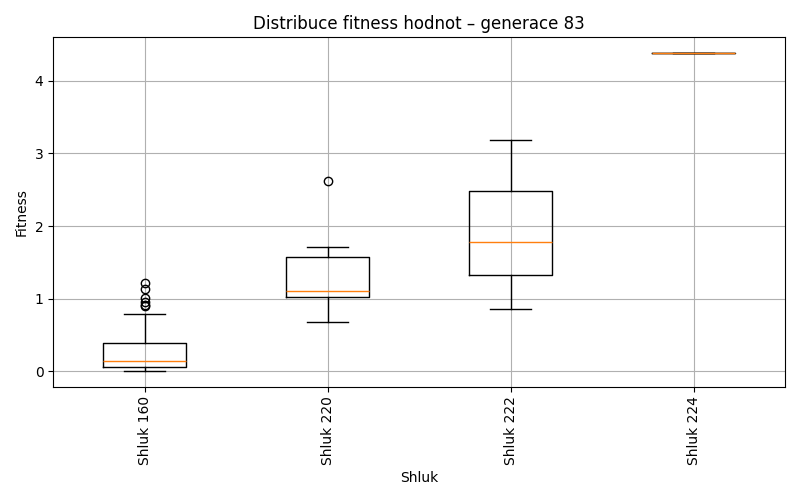 Distribuce fitness hodnot – generace 83
Fitness
4
3
2
1
0
Shluk 160
Shluk 220
Shluk 222
Shluk 224
Shluk